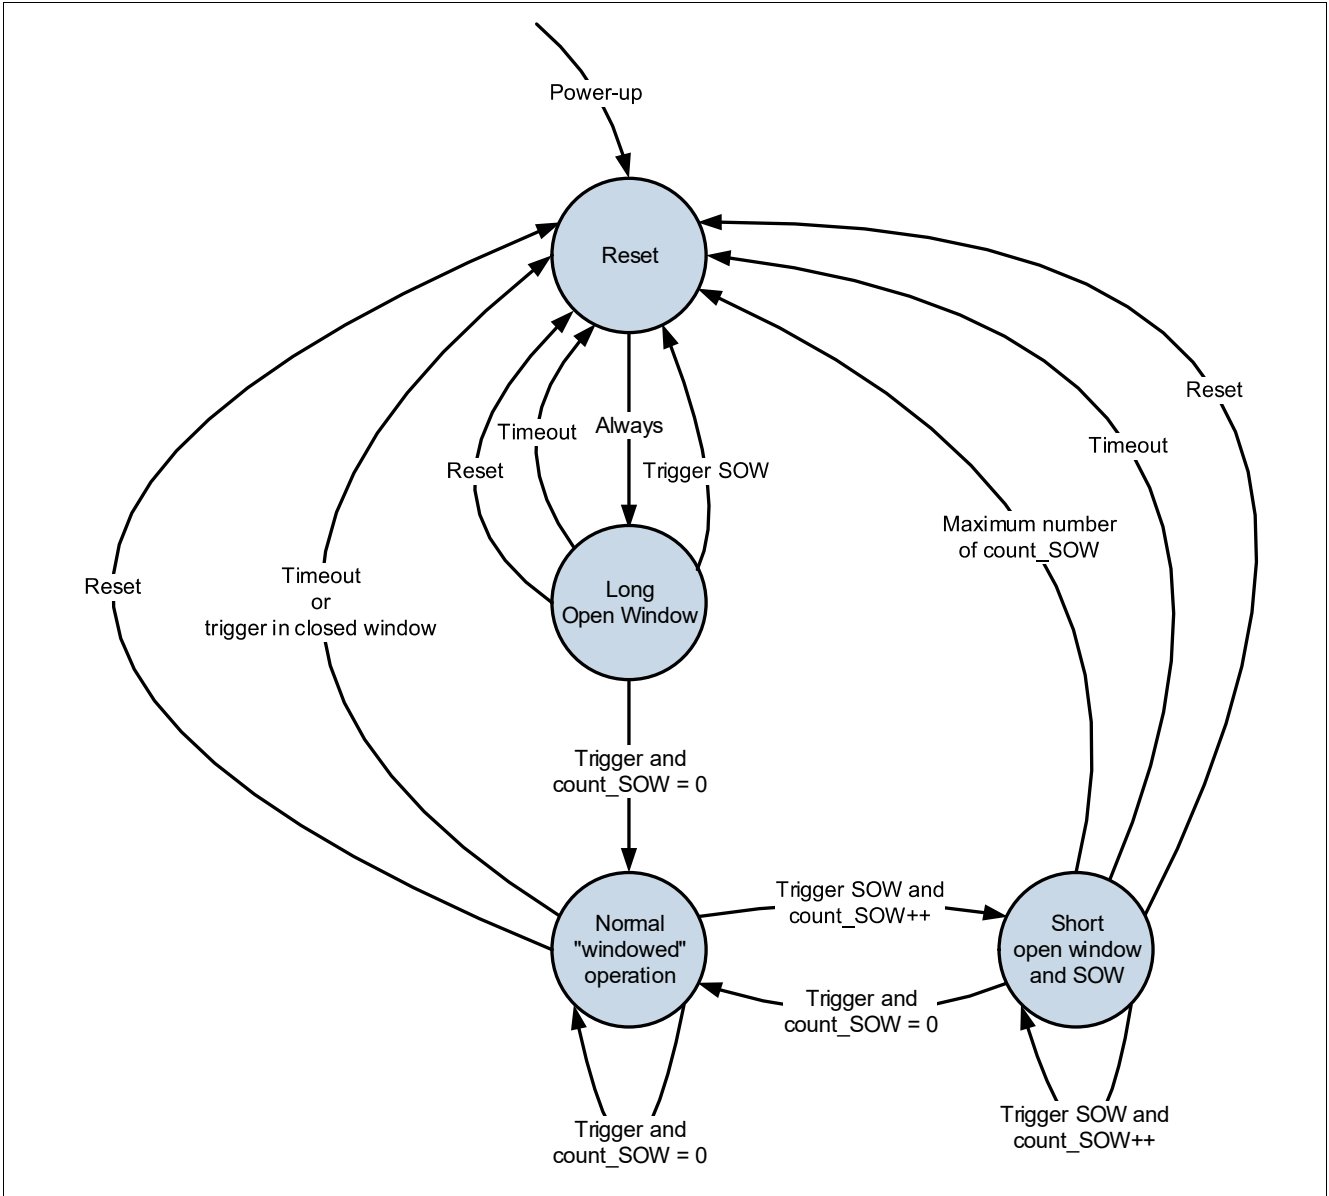 Power-up
Reset
Reset
Timeout
Always
Timeout
Reset
Trigger SOW
Maximum number
of count_SOW
Reset
Timeout
or
trigger in closed window
Long
Open Window
Trigger and
count_SOW = 0
Trigger SOW and
count_SOW++
Normal
"windowed"
operation
Short
open window
and SOW
Trigger and
count_SOW = 0
Trigger and
count_SOW = 0
Trigger SOW and
count_SOW++